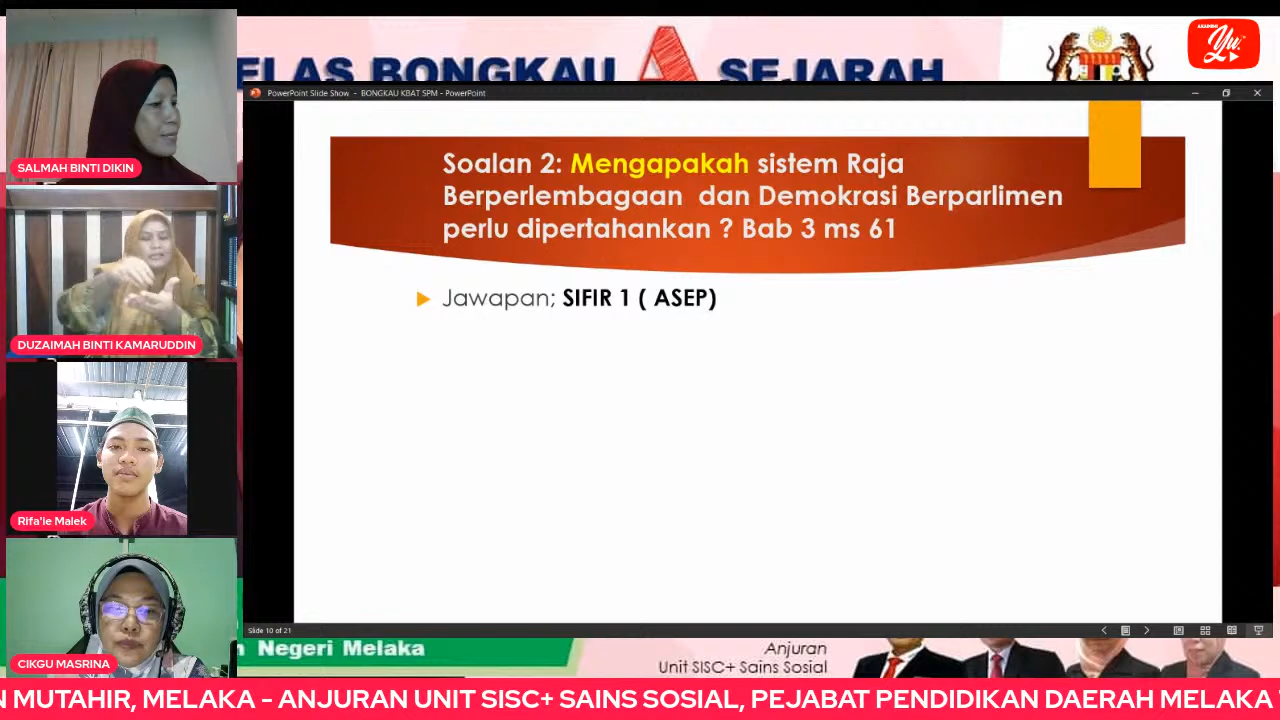 ELAS BONGKAU A SEJARAH
AKADEMI
Yu.
PowerPoint Slide Show - BONGKAU KBAT SPM - PowerPoint
Soalan 2: Mengapakah sistem Raja
Berperlembagaan dan Demokrasi Berparlimen
perlu dipertahankan ? Bab 3 ms 61
Jawapan; SIFIR 1 ( ASEP)
SALMAH BINTI DIKIN
DUZAIMAH BINTI KAMARUDDIN
Rifa'ie Malek
CIKGU MASRINA
Slide 10 of 21
Negeri Melaka
Anjuran
Unit SISC+ Sains Sosial
N MUTAHIR, MELAKA - ANJURAN UNIT SISC+ SAINS SOSIAL, PEJABAT PENDIDIKAN DAERAH MELAKA